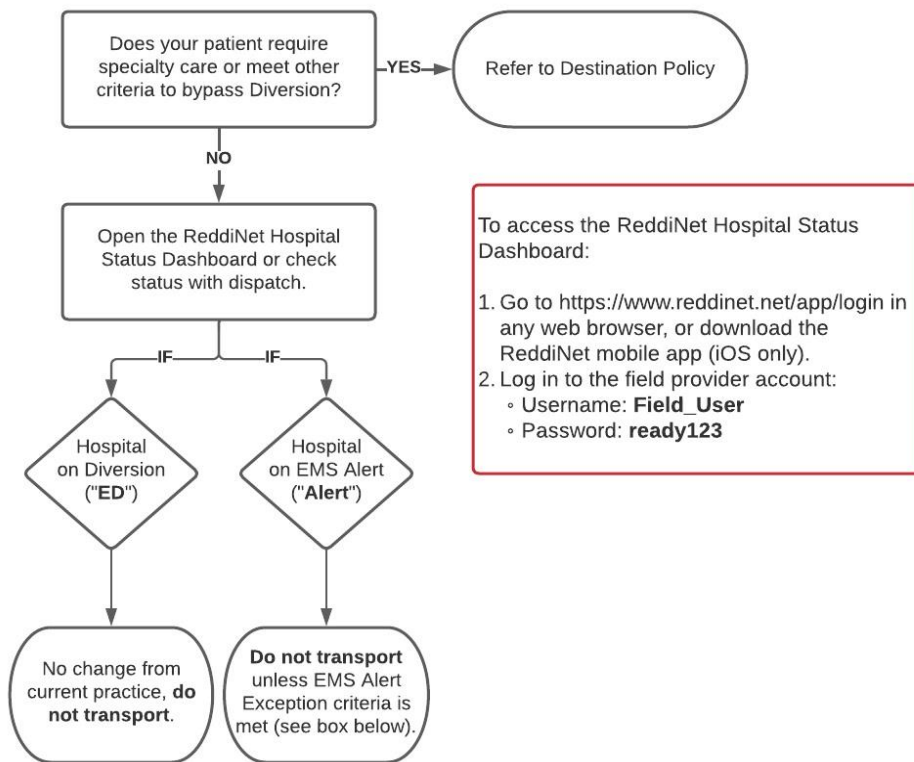 Does your patient require
specialty care or meet other
criteria to bypass Diversion?
YES
Refer to Destination Policy
NO
Open the ReddiNet Hospital
Status Dashboard or check
status with dispatch.
To access the ReddiNet Hospital Status
Dashboard:
1. Go to https://www.reddinet.net/app/login in
any web browser, or download the
ReddiNet mobile app (iOS only).
2. Log in to the field provider account:
◦ Username: Field_User
◦ Password: ready123
IF
IF
Hospital
on Diversion
("ED")
Hospital
on EMS Alert
("Alert")
No change from
current practice, do
not transport.
Do not transport
unless EMS Alert
Exception criteria is
met (see box below).